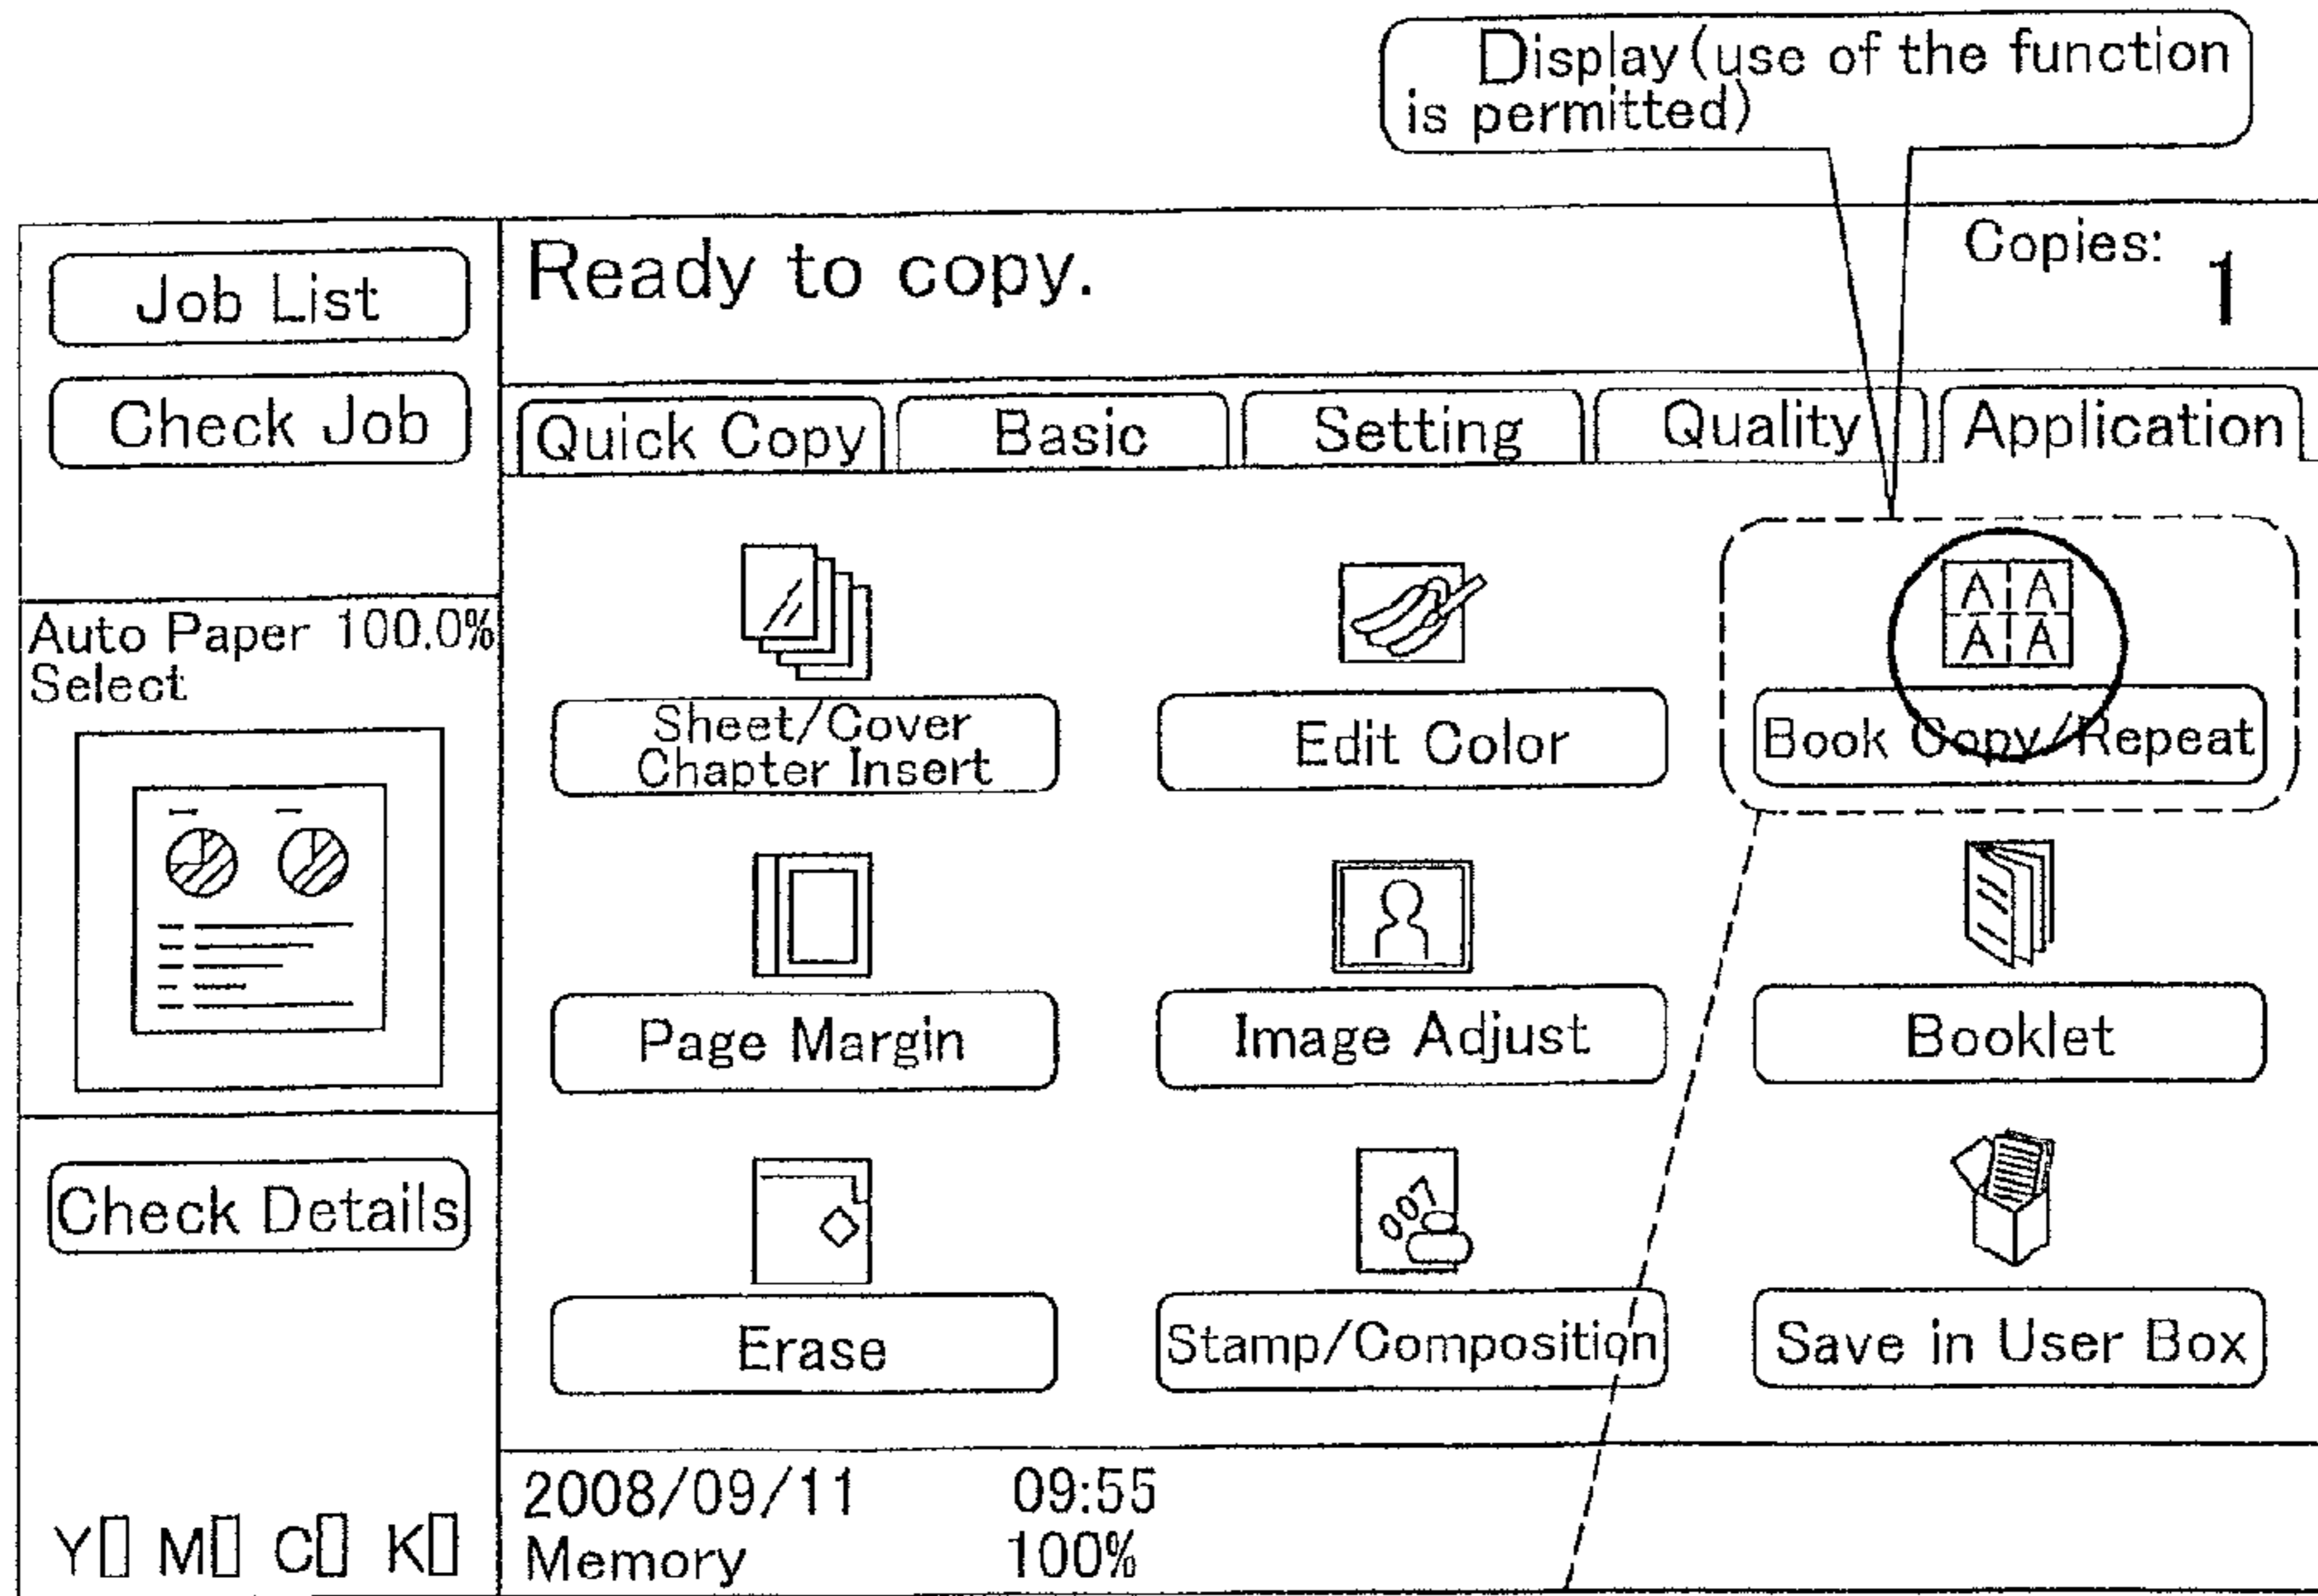 Display(use of the function
is permitted)
Job List
Check Job
Ready to copy.
Copies:
1
Quick Copy
Basic
Setting
Quality
Application
Auto Paper 100.0%
Select
A A
A A
Sheet/Cover
Chapter Insert
Edit Color
Book Copy/Repeat
Page Margin
Image Adjust
Booklet
Check Details
007
Erase
Stamp/Composition
Save in User Box
2008/09/11 09:55
Memory 100%
Y M C K